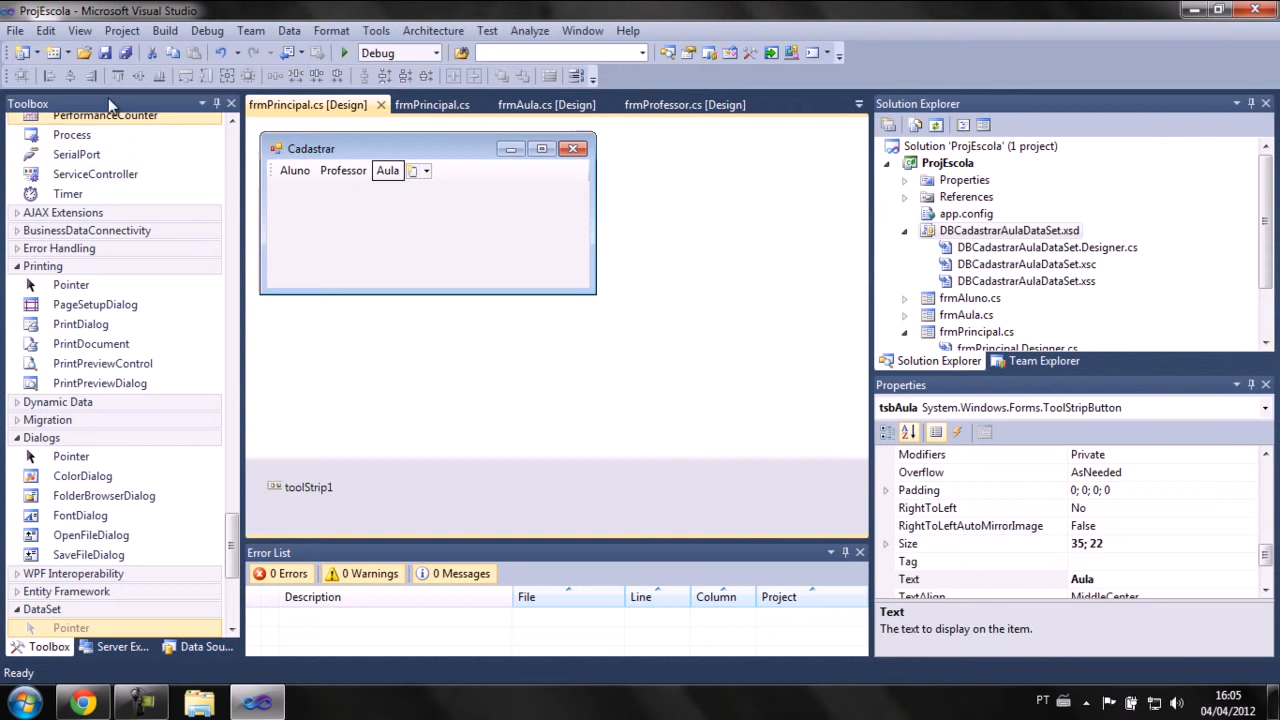 ProjEscola - Microsoft Visual Studio
File Edit View Project Build Debug Team Data Format Tools Architecture Test Analyze Window Help
Debug
Toolbox
PerformanceCounter
Process
SerialPort
ServiceController
Timer
AJAX Extensions
BusinessDataConnectivity
Error Handling
Printing
Pointer
PageSetupDialog
PrintDialog
PrintDocument
PrintPreviewControl
PrintPreviewDialog
Dynamic Data
Migration
Dialogs
Pointer
ColorDialog
FolderBrowserDialog
FontDialog
OpenFileDialog
SaveFileDialog
WPF Interoperability
Entity Framework
DataSet
Pointer
Toolbox Server Ex... Data Sou...
frmPrincipal.cs [Design] frmPrincipal.cs frmAula.cs [Design] frmProfessor.cs [Design]
Cadastrar
Aluno Professor Aula
toolStrip1
Error List
0 Errors 0 Warnings 0 Messages
Description File Line Column Project
Solution Explorer
Solution 'ProjEscola' (1 project)
ProjEscola
Properties
References
app.config
DBCadastrarAulaDataSet.xsd
DBCadastrarAulaDataSet.Designer.cs
DBCadastrarAulaDataSet.xsc
DBCadastrarAulaDataSet.xss
frmAluno.cs
frmAula.cs
frmPrincipal.cs
frmPrincipal.Designer.cs
Solution Explorer Team Explorer
Properties
tsbAula System.Windows.Forms.ToolStripButton
Modifiers Private
Overflow AsNeeded
Padding 0; 0; 0; 0
RightToLeft No
RightToLeftAutoMirrorImage False
Size 35; 22
Tag
Text Aula
TextAlign MiddleCenter
Text
The text to display on the item.
Ready
PT
16:05
04/04/2012